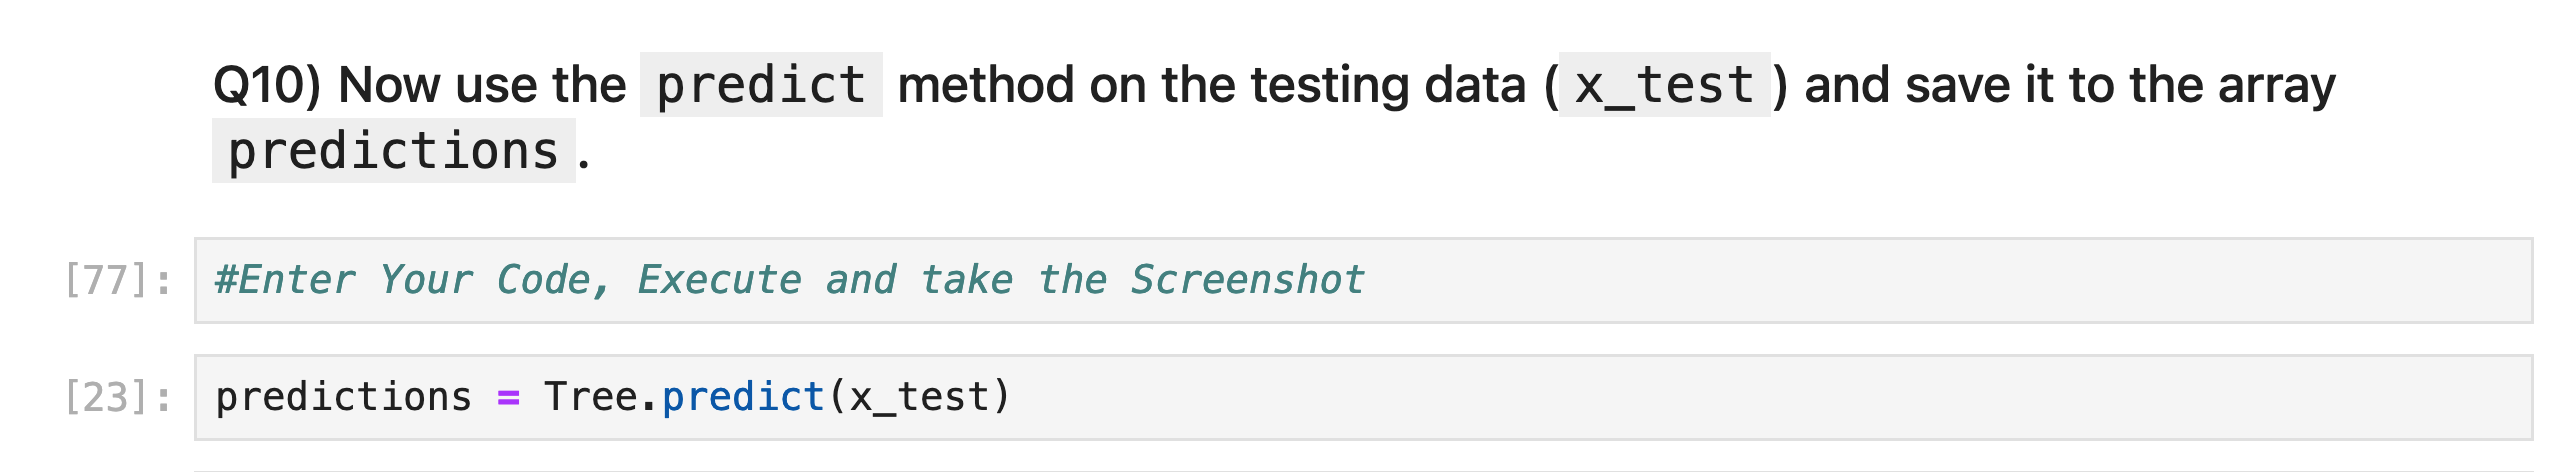 Q10) Now use the predict method on the testing data (x_test) and save it to the array
predictions.
[77]: #Enter Your Code, Execute and take the Screenshot
[23]: predictions = Tree.predict(x_test)